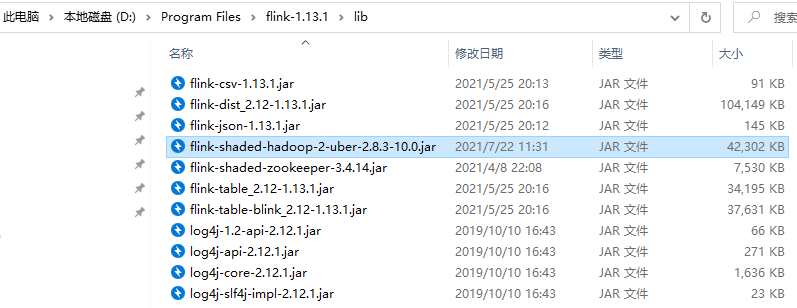 此电脑 > 本地磁盘 (D:) > Program Files > flink-1.13.1 > lib
搜索
名称 修改日期 类型 大小
flink-csv-1.13.1.jar 2021/5/25 20:13 JAR 文件 91 KB
flink-dist_2.12-1.13.1.jar 2021/5/25 20:16 JAR 文件 104,149 KB
flink-json-1.13.1.jar 2021/5/25 20:12 JAR 文件 145 KB
flink-shaded-hadoop-2-uber-2.8.3-10.0.jar 2021/7/22 11:31 JAR 文件 42,302 KB
flink-shaded-zookeeper-3.4.14.jar 2021/4/8 22:08 JAR 文件 7,530 KB
flink-table_2.12-1.13.1.jar 2021/5/25 20:16 JAR 文件 34,195 KB
flink-table-blink_2.12-1.13.1.jar 2021/5/25 20:16 JAR 文件 37,631 KB
log4j-1.2-api-2.12.1.jar 2019/10/10 16:43 JAR 文件 66 KB
log4j-api-2.12.1.jar 2019/10/10 16:43 JAR 文件 271 KB
log4j-core-2.12.1.jar 2019/10/10 16:43 JAR 文件 1,636 KB
log4j-slf4j-impl-2.12.1.jar 2019/10/10 16:43 JAR 文件 23 KB